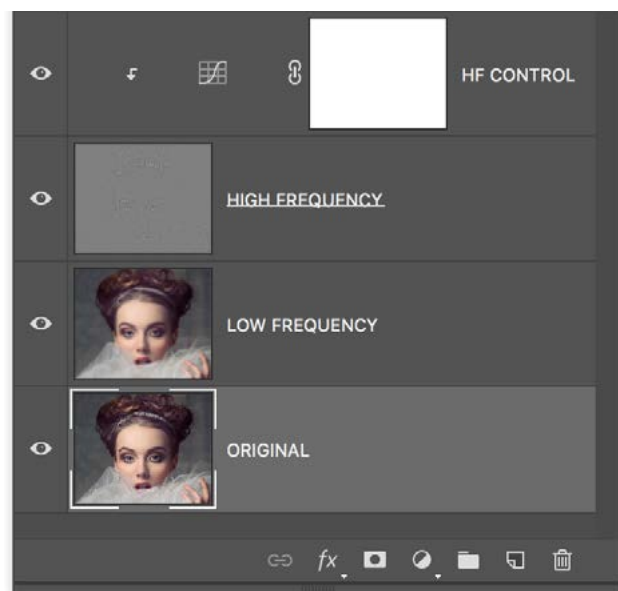 HF CONTROL
HIGH FREQUENCY
LOW FREQUENCY
ORIGINAL
fx